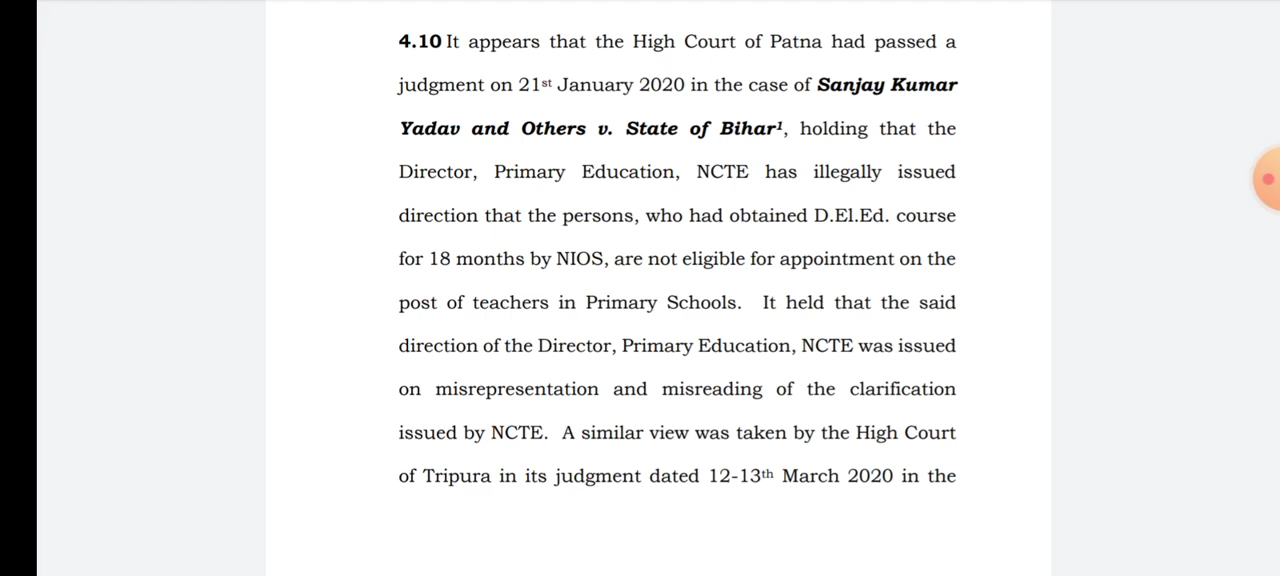 4.10 It appears that the High Court of Patna had passed a
judgment on 21st January 2020 in the case of Sanjay Kumar
Yadav and Others v. State of Bihar1, holding that the
Director, Primary Education, NCTE has illegally issued
direction that the persons, who had obtained D.El.Ed. course
for 18 months by NIOS, are not eligible for appointment on the
post of teachers in Primary Schools. It held that the said
direction of the Director, Primary Education, NCTE was issued
on misrepresentation and misreading of the clarification
issued by NCTE. A similar view was taken by the High Court
of Tripura in its judgment dated 12-13th March 2020 in the